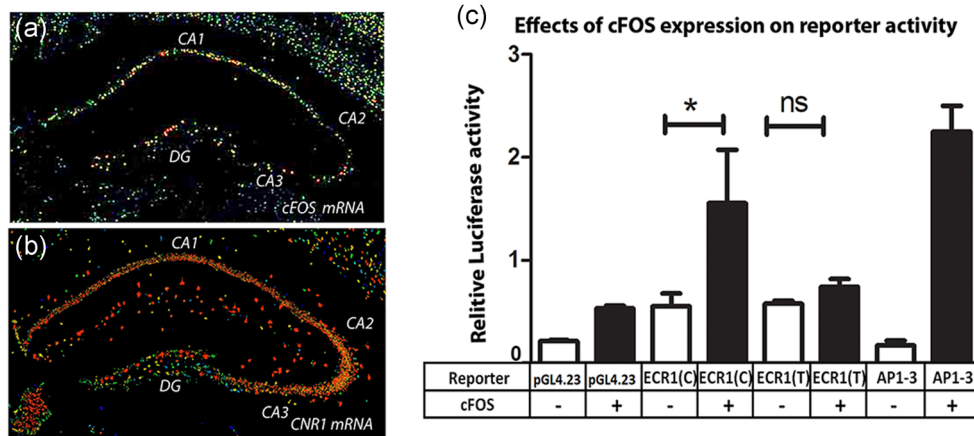 (a)
CA1
CA2
DG
CA3
cFOS mRNA
(b)
CA1
CA2
DG
CA3
CNR1 mRNA
(c)
Effects of cFOS expression on reporter activity
Relitive Luciferase activity
3
2
1
0
*
ns
Reporter pGL4.23 pGL4.23 ECR1(C) ECR1(C) ECR1(T) ECR1(T) AP1-3 AP1-3
cFOS - + - + - + - +